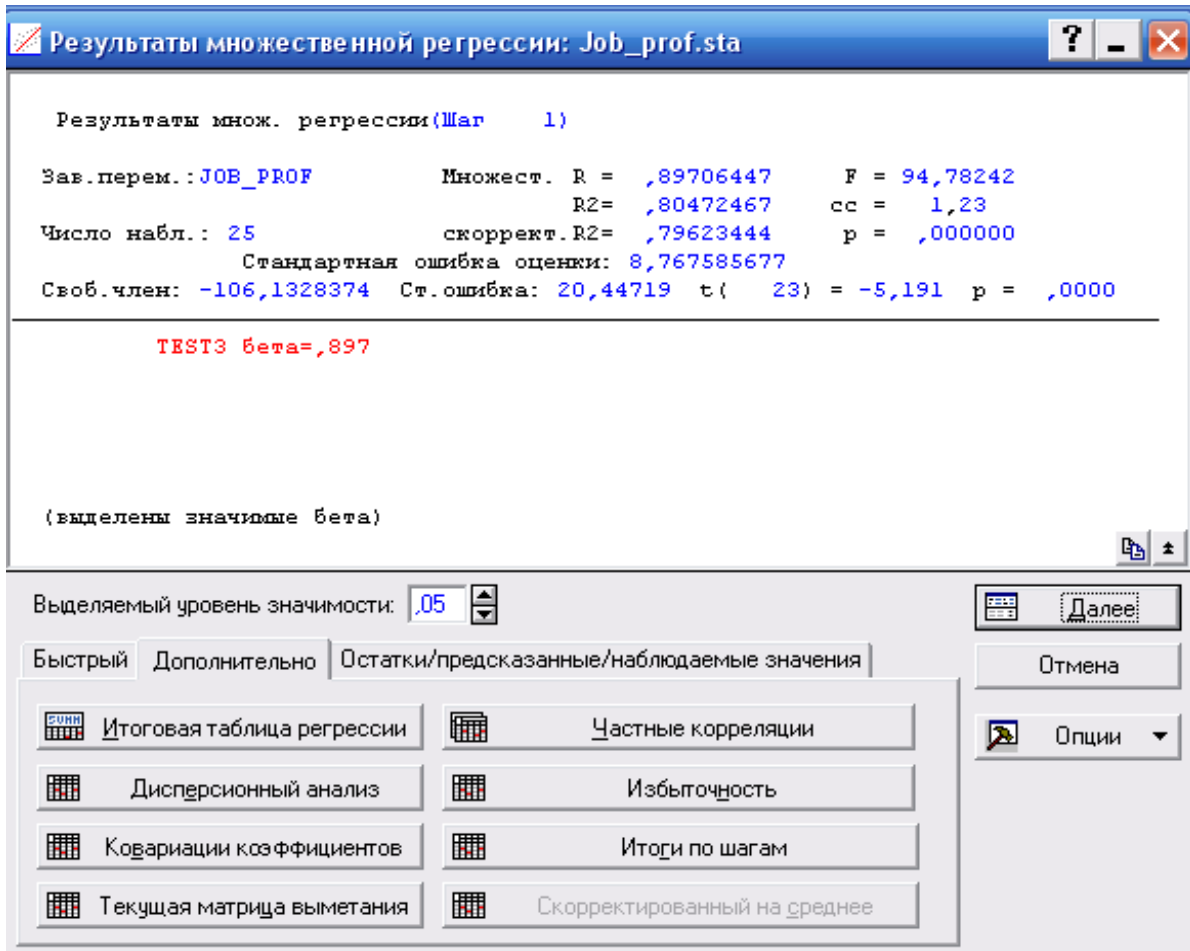 Результаты множественной регрессии: Job_prof.sta
Результаты множ. регрессии(Шаг 1)
Зав.перем.:JOB_PROF Множест. R = ,89706447 F = 94,78242
R2= ,80472467 cc = 1,23
Число набл.: 25 скоррект.R2= ,79623444 p = ,000000
Стандартная ошибка оценки: 8,767585677
Своб.член: -106,1328374 Ст.ошибка: 20,44719 t( 23) = -5,191 p = ,0000
TEST3 бета=,897
(выделены значимые бета)
Выделяемый уровень значимости: ,05
Далее
Быстрый Дополнительно Остатки/предсказанные/наблюдаемые значения
Отмена
SUMM Итоговая таблица регрессии Частные корреляции
Опции
Дисперсионный анализ Избыточность
Ковариации коэффициентов Итоги по шагам
Текущая матрица выметания Скорректированный на среднее